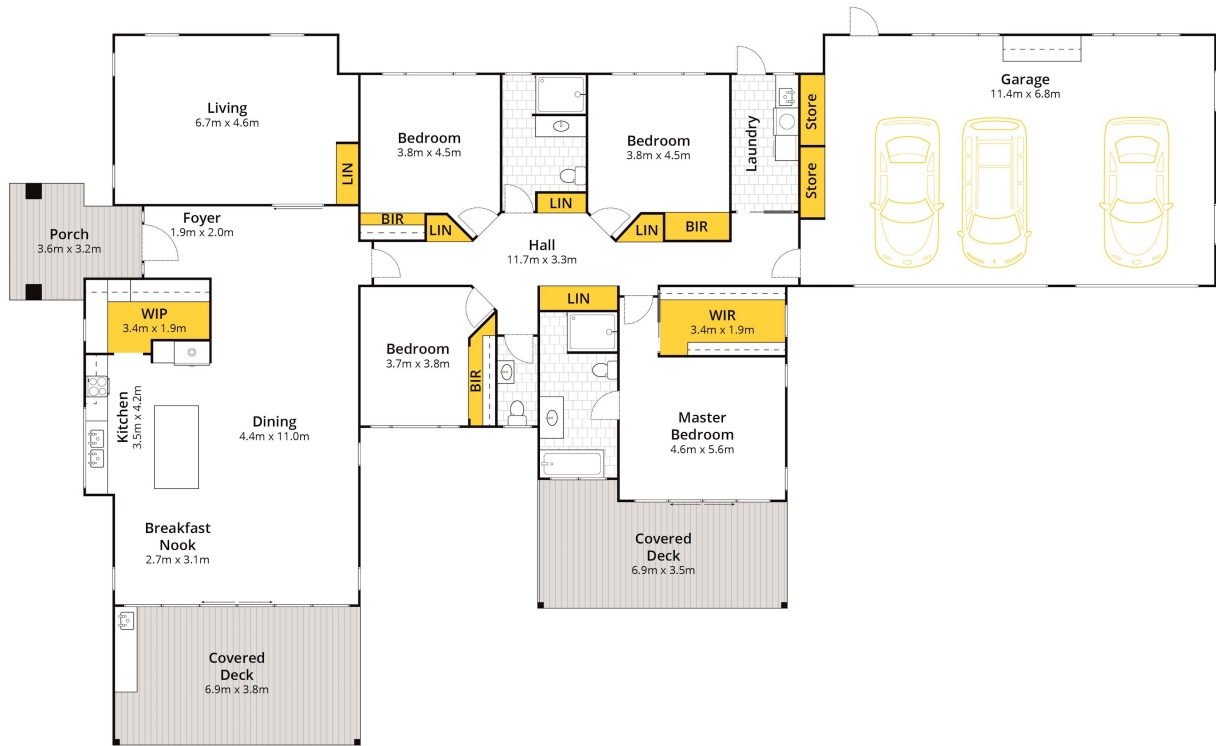 Living
6.7m x 4.6m
LIN
Bedroom
3.8m x 4.5m
BIR
LIN
LIN
Bedroom
3.8m x 4.5m
LIN
BIR
Laundry
Store
Store
Garage
11.4m x 6.8m
Porch
3.6m x 3.2m
Foyer
1.9m x 2.0m
Hall
11.7m x 3.3m
WIP
3.4m x 1.9m
Kitchen
3.5m x 4.2m
Dining
4.4m x 11.0m
Bedroom
3.7m x 3.8m
BIR
LIN
WIR
3.4m x 1.9m
Master
Bedroom
4.6m x 5.6m
Breakfast
Nook
2.7m x 3.1m
Covered
Deck
6.9m x 3.5m
Covered
Deck
6.9m x 3.8m